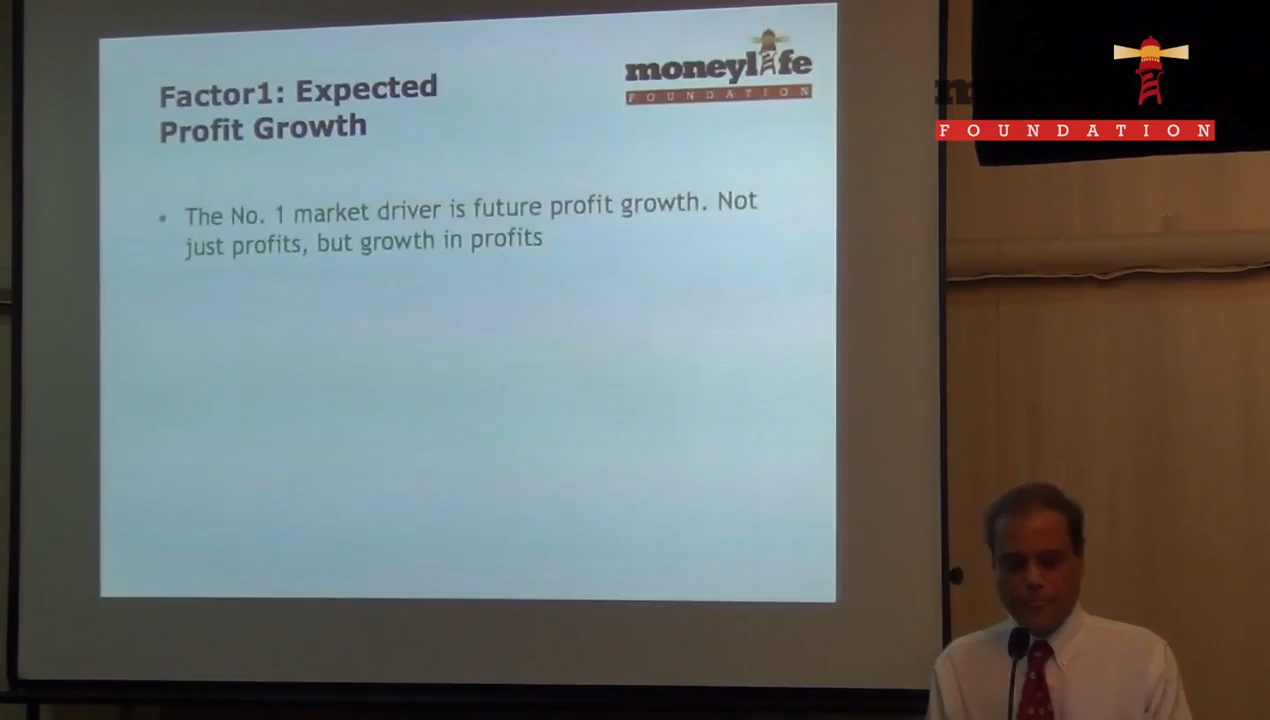 Factor1: Expected
Profit Growth
moneylife
FOUNDATION
The No. 1 market driver is future profit growth. Not
just profits, but growth in profits
moneylife
FOUNDATION